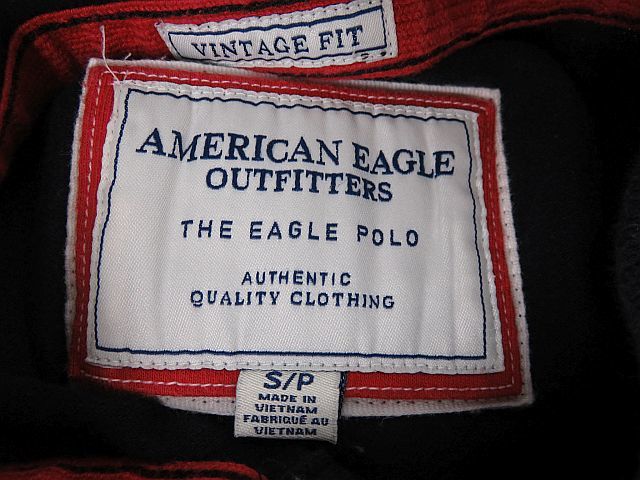 VINTAGE FIT
AMERICAN EAGLE
OUTFITTERS
THE EAGLE POLO
AUTHENTIC
QUALITY CLOTHING
S/P
MADE IN
VIETNAM
FABRIQUÉ AU
VIETNAM